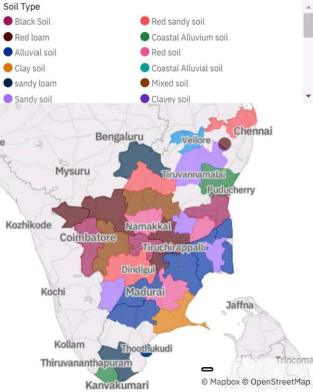 Soil Type
Black Soil
Red sandy soil
Red loam
Coastal Alluvium soil
Alluvial soil
Red soil
Clay soil
Coastal Alluvial soil
sandy loam
Mixed soil
Sandy soil
Clayey soil
Bengaluru
Chennai
Vellore
Mysuru
Tiruvannamalai
Puducherry
Kozhikode
Namakkal
Coimbatore
Tiruchirappalli
Dindigul
Kochi
Madurai
Jaffna
Kollam
Thoothukudi
Thiruvananthapuram
Trincoma
Kanyakumari
© Mapbox © OpenStreetMap